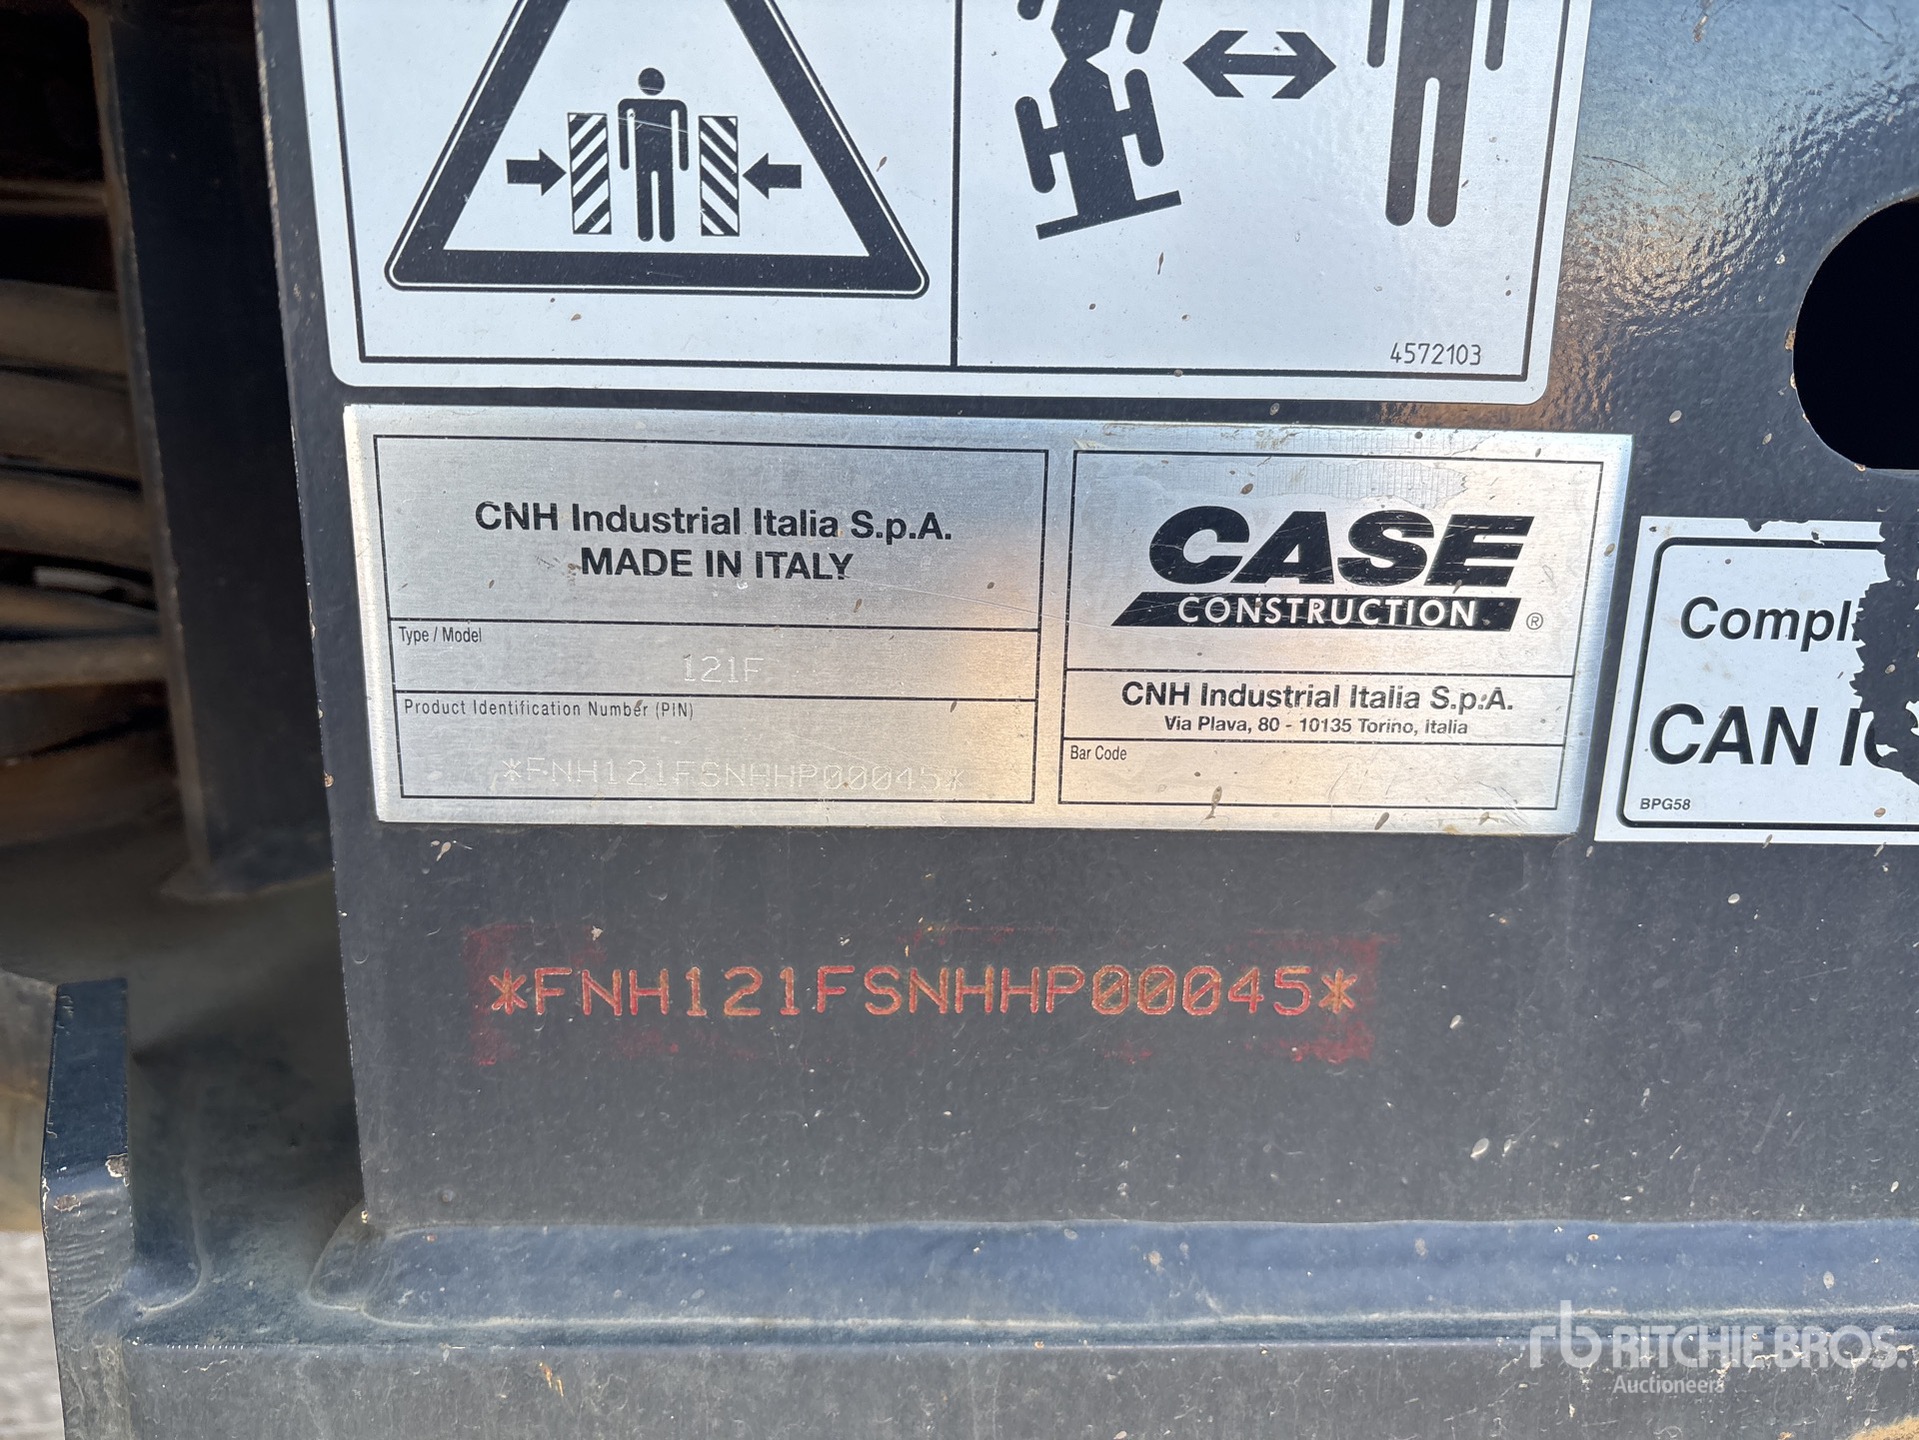 4572103
CNH Industrial Italia S.p.A.
MADE IN ITALY
Type / Model
121F
Product Identification Number (PIN)
*FNH121FSNHHP00045*
CASE
CONSTRUCTION ®
CNH Industrial Italia S.p.A.
Via Plava, 80 - 10135 Torino, Italia
Bar Code
Compl
CAN IC
BPG58
*FNH121FSNHHP00045*
rb RITCHIE BROS.
Auctioneers